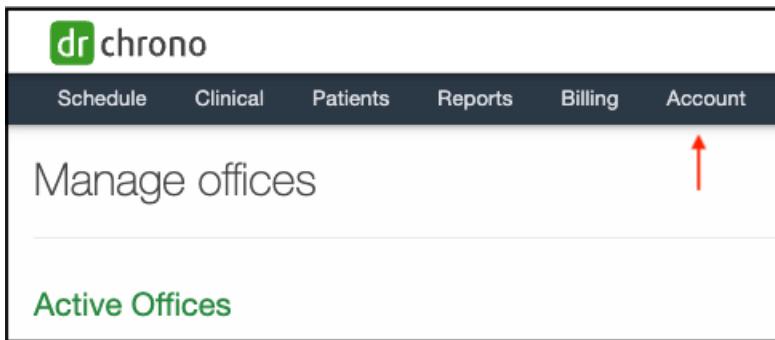 dr chrono
Schedule Clinical Patients Reports Billing Account
Manage offices
Active Offices